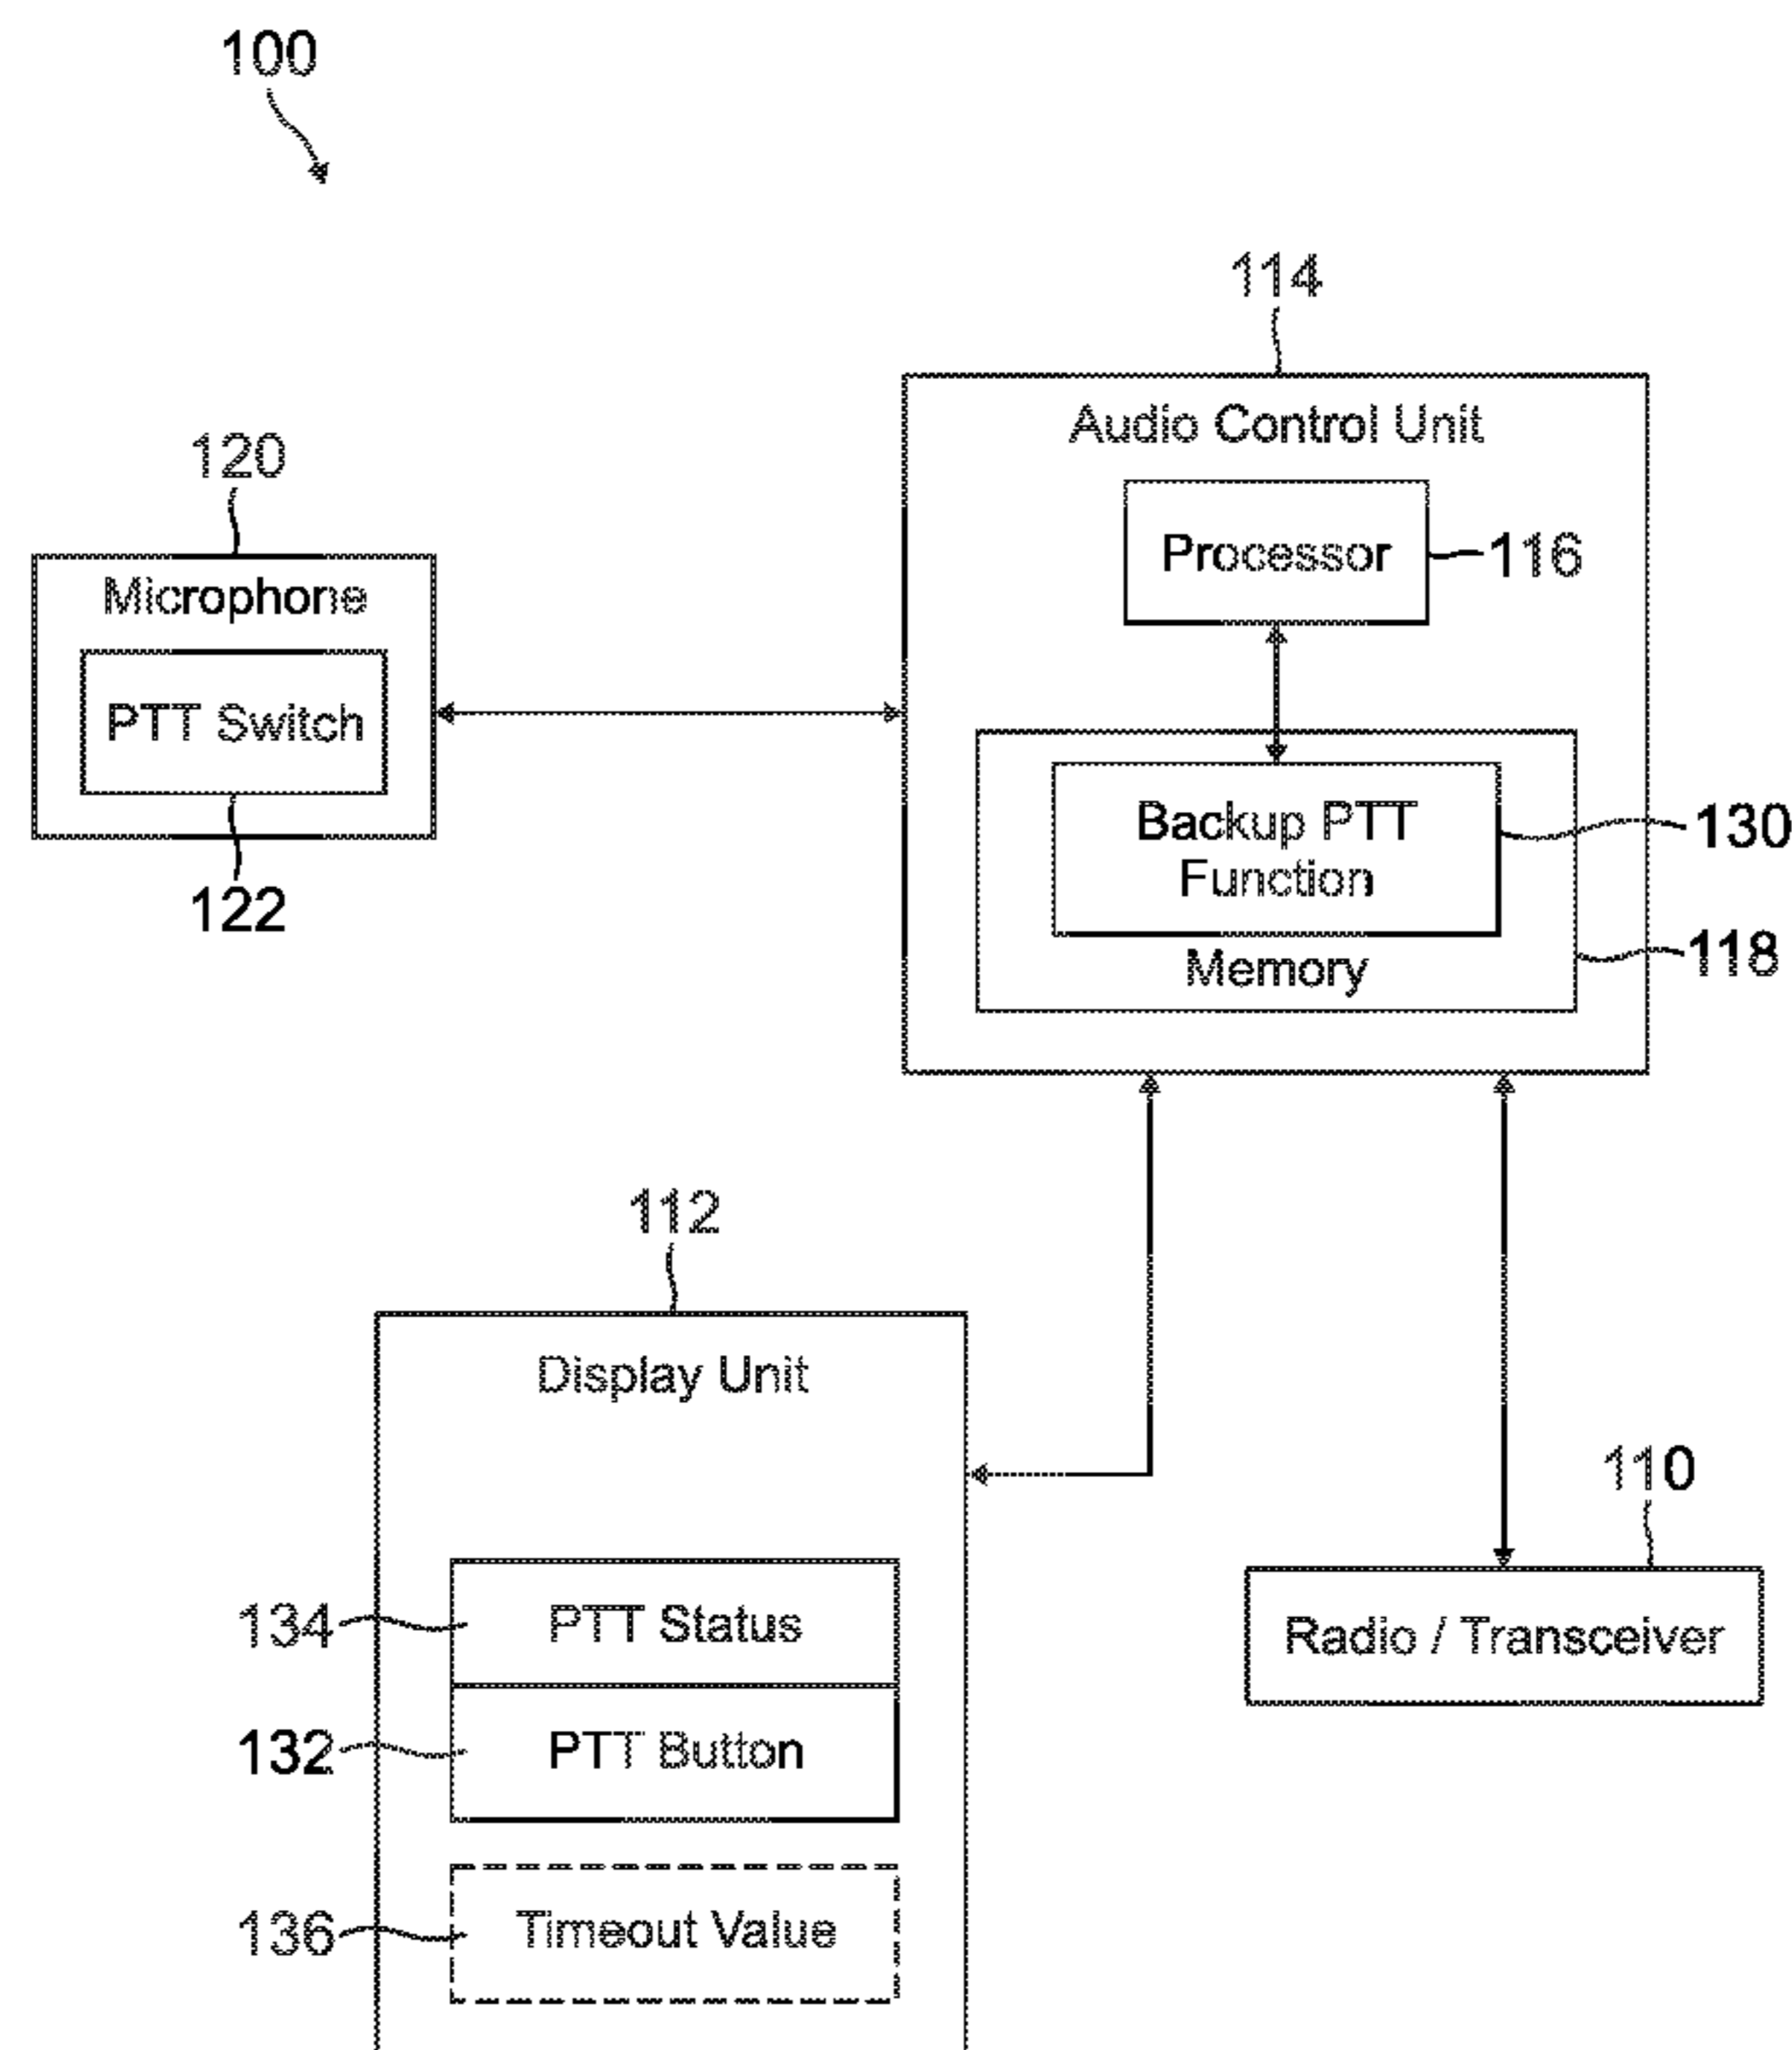 100
114
Audio Control Unit
120
Microphone
Processor
116
PTT Switch
122
Backup PTT
Function
130
Memory
118
112
Display Unit
110
Radio / Transceiver
134
PTT Status
132
PTT Button
136
Timeout Value